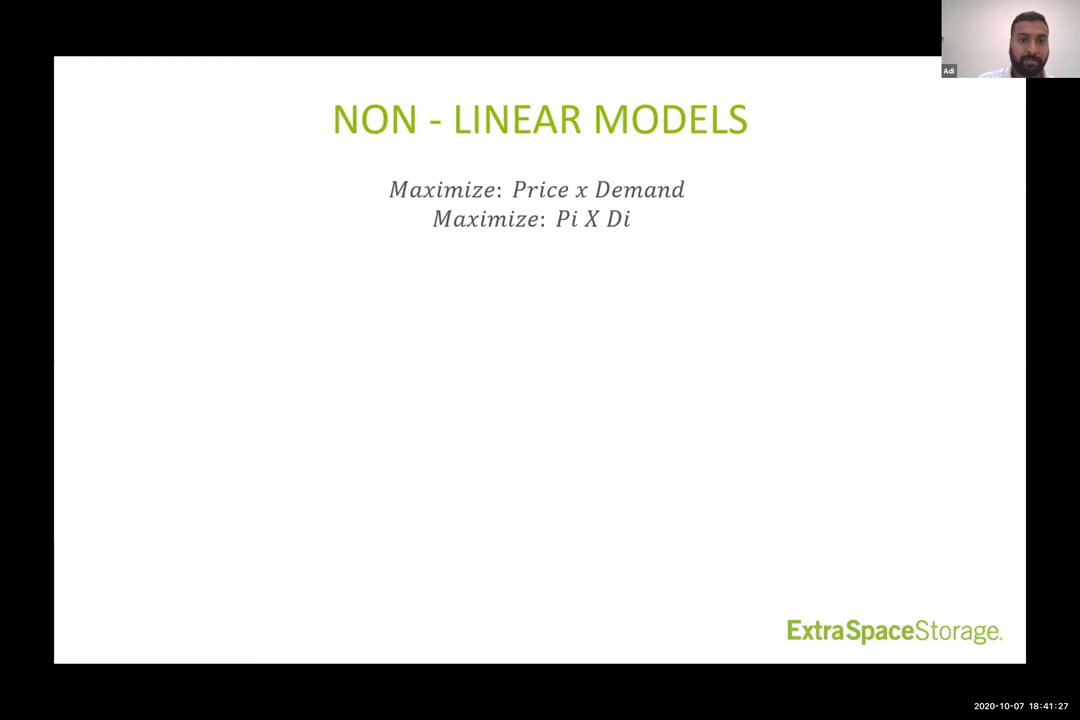 Adi
NON - LINEAR MODELS
Maximize: Price x Demand
Maximize: Pi X Di
ExtraSpaceStorage.
2020-10-07 18:41:27